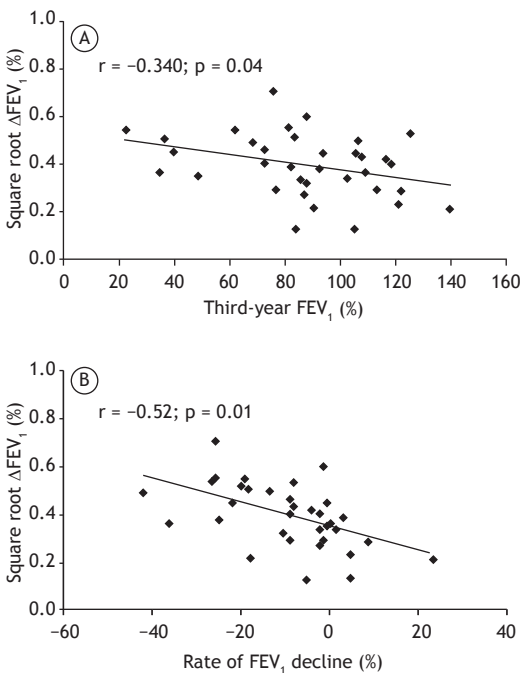 A
r = −0.340; p = 0.04
Square root ΔFEV1 (%)
1.0
0.8
0.6
0.4
0.2
0.0
0 20 40 60 80 100 120 140 160
Third-year FEV1 (%)
B
r = −0.52; p = 0.01
Square root ΔFEV1 (%)
1.0
0.8
0.6
0.4
0.2
0.0
−60 −40 −20 0 20 40
Rate of FEV1 decline (%)